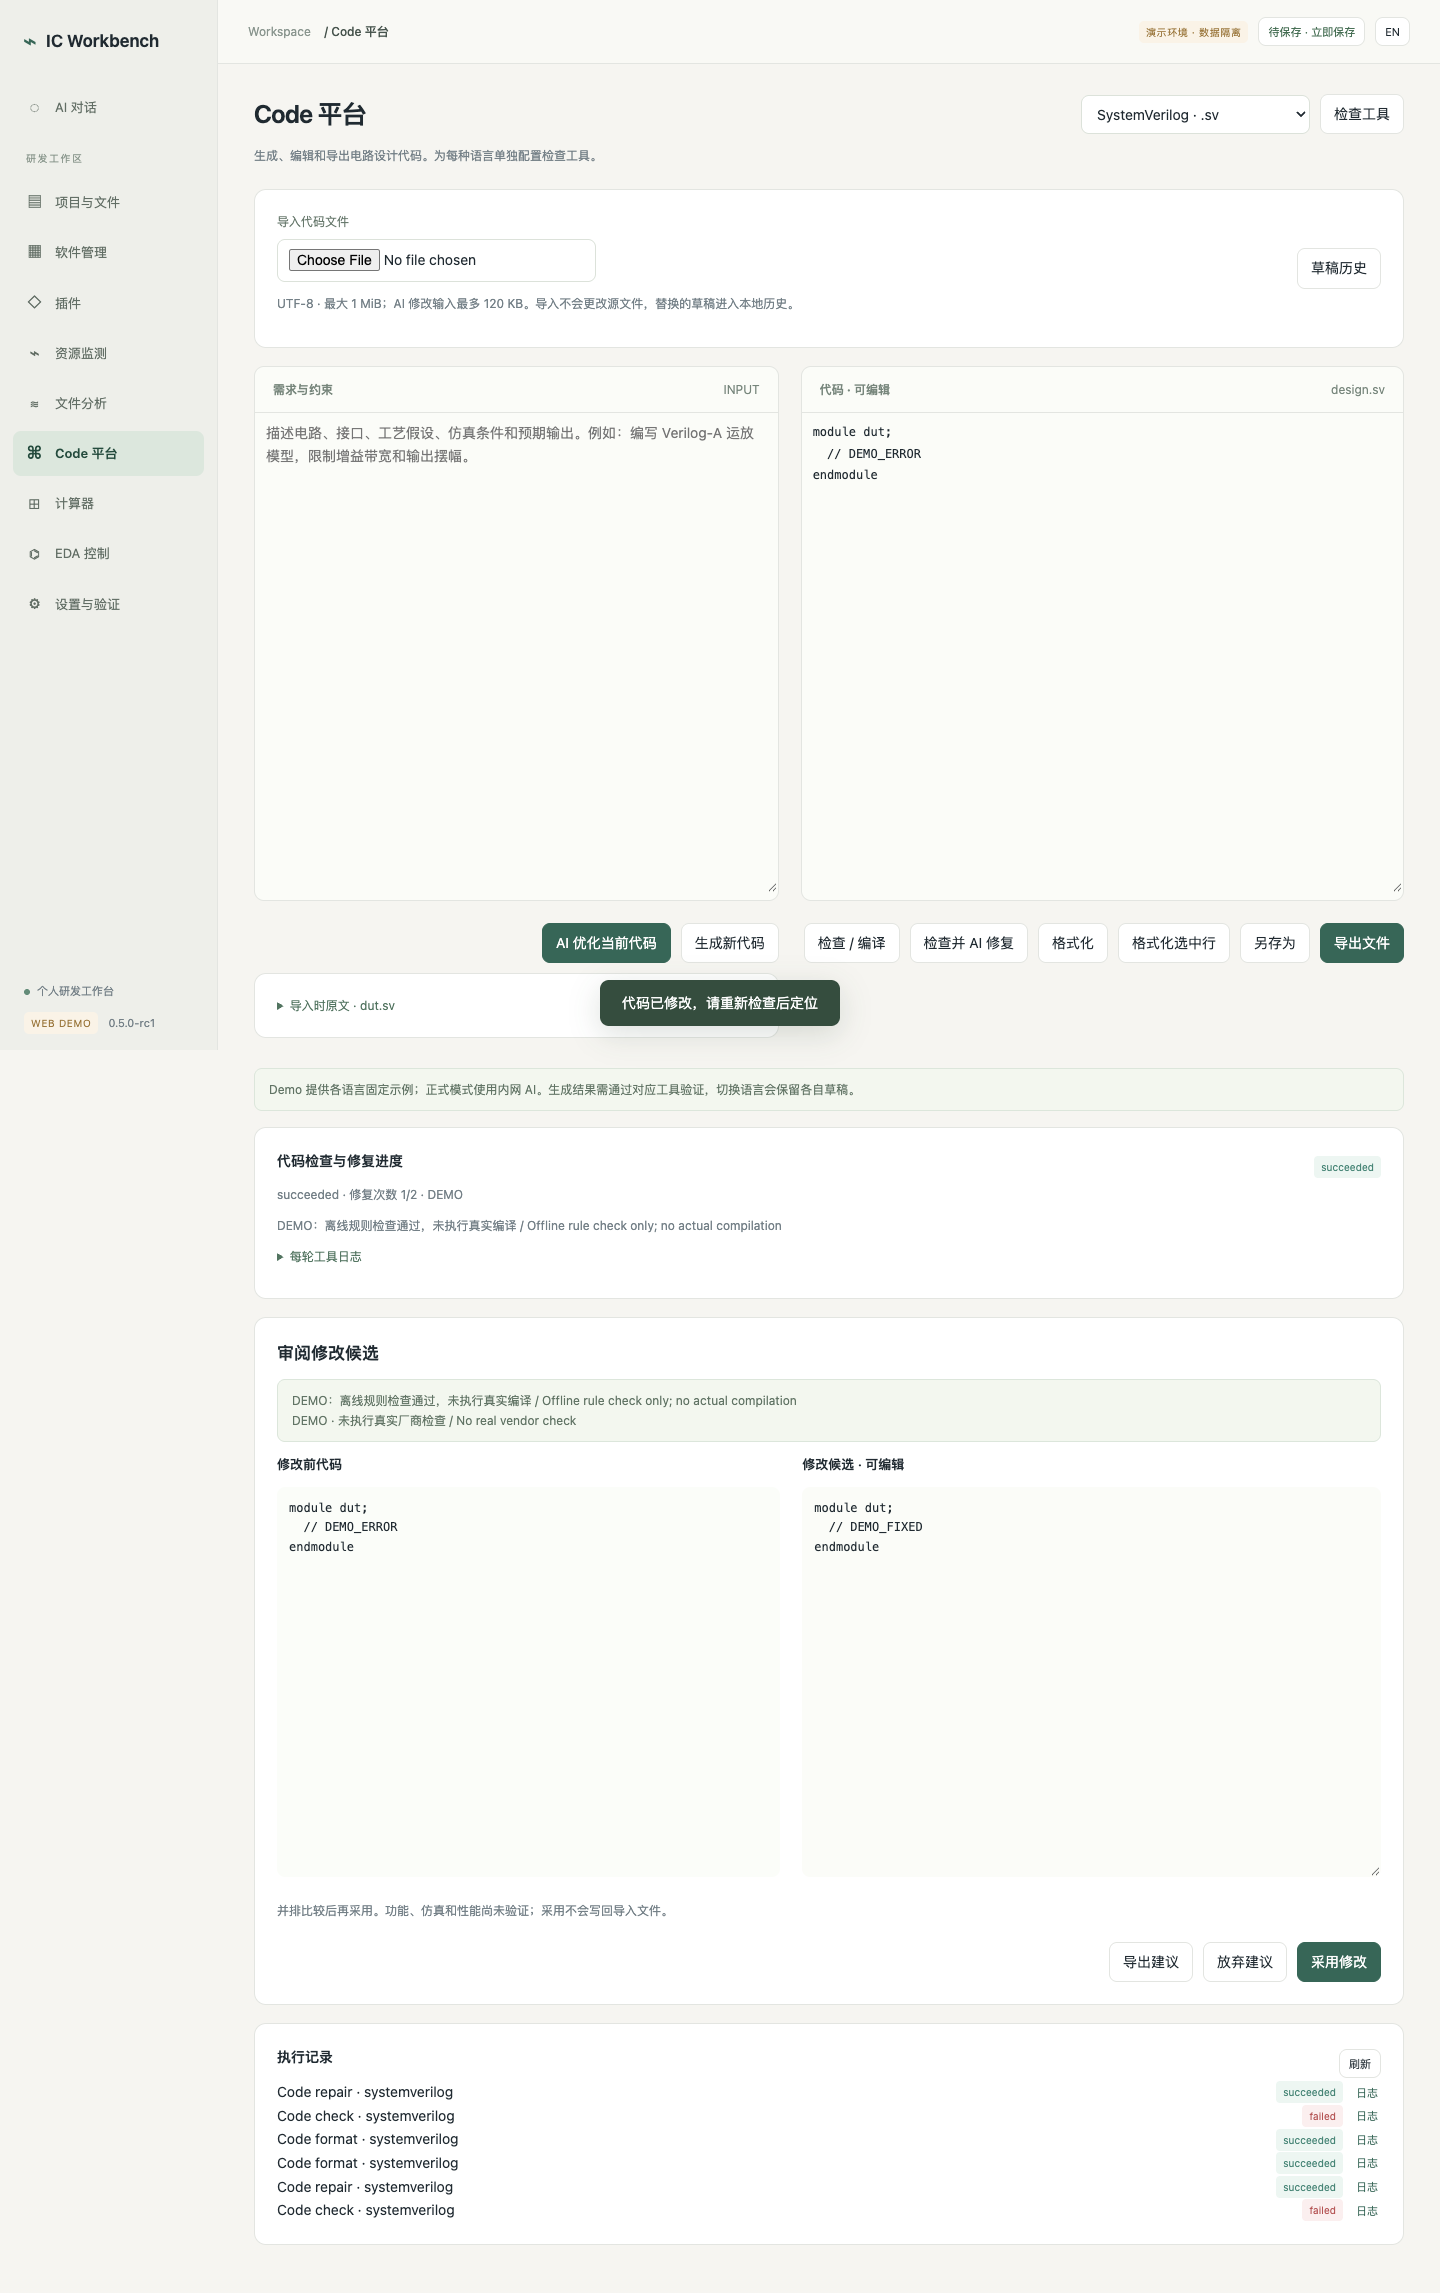 IC Workbench
AI 对话
研发工作区
项目与文件
软件管理
插件
资源监测
文件分析
Code 平台
计算器
EDA 控制
设置与验证
个人研发工作台
WEB DEMO 0.5.0-rc1
Workspace / Code 平台
演示环境 · 数据隔离
待保存 · 立即保存
EN
Code 平台
SystemVerilog · .sv
检查工具
生成、编辑和导出电路设计代码。为每种语言单独配置检查工具。
导入代码文件
Choose File No file chosen
草稿历史
UTF-8 · 最大 1 MiB；AI 修改输入最多 120 KB。导入不会更改源文件，替换的草稿进入本地历史。
需求与约束 INPUT
描述电路、接口、工艺假设、仿真条件和预期输出。例如：编写 Verilog-A 运放
模型，限制增益带宽和输出摆幅。
代码 · 可编辑 design.sv
module dut;
// DEMO_ERROR
endmodule
AI 优化当前代码 生成新代码
检查 / 编译 检查并 AI 修复 格式化 格式化选中行 另存为 导出文件
导入时原文 · dut.sv
代码已修改，请重新检查后定位
Demo 提供各语言固定示例；正式模式使用内网 AI。生成结果需通过对应工具验证，切换语言会保留各自草稿。
代码检查与修复进度
succeeded
succeeded · 修复次数 1/2 · DEMO
DEMO：离线规则检查通过，未执行真实编译 / Offline rule check only; no actual compilation
每轮工具日志
审阅修改候选
DEMO：离线规则检查通过，未执行真实编译 / Offline rule check only; no actual compilation
DEMO · 未执行真实厂商检查 / No real vendor check
修改前代码
module dut;
// DEMO_ERROR
endmodule
修改候选 · 可编辑
module dut;
// DEMO_FIXED
endmodule
并排比较后再采用。功能、仿真和性能尚未验证；采用不会写回导入文件。
导出建议 放弃建议 采用修改
执行记录
刷新
Code repair · systemverilog succeeded 日志
Code check · systemverilog failed 日志
Code format · systemverilog succeeded 日志
Code format · systemverilog succeeded 日志
Code repair · systemverilog succeeded 日志
Code check · systemverilog failed 日志